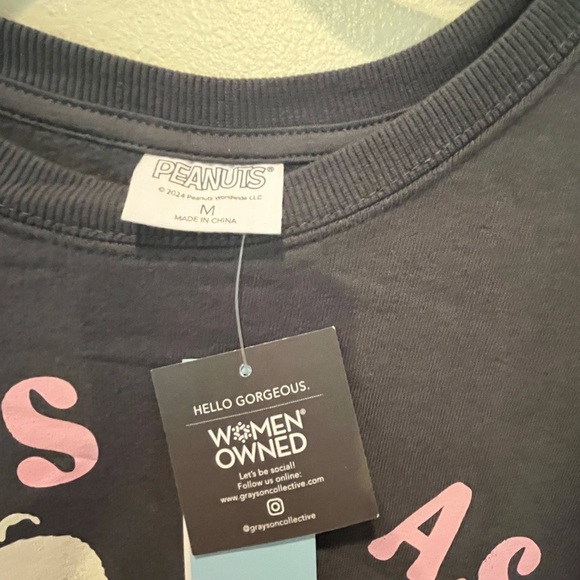 PEANUTS®
© 2024 Peanuts Worldwide LLC
M
MADE IN CHINA
HELLO GORGEOUS.
WOMEN®
OWNED
Let's be social!
Follow us online:
www.graysoncollective.com
@graysoncollective
S
AS